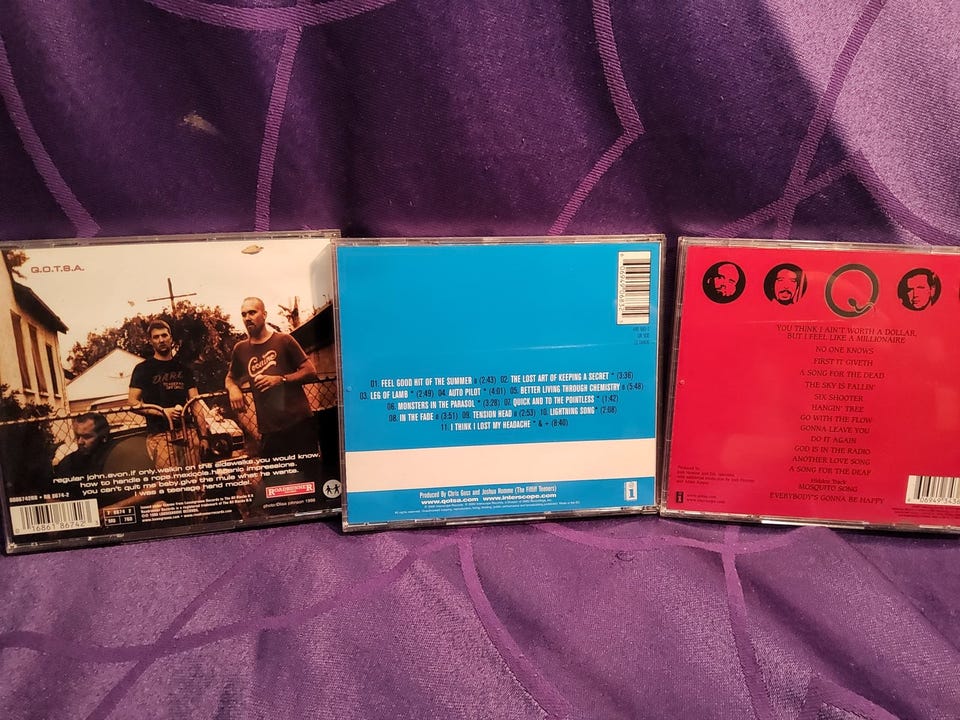 Q.O.T.S.A.
DARE
Cocaine
regular john.avon.if only.walkin on the sidewalks.you would know.
how to handle a rope mexicola.hispanic impressions.
you can't quit me baby.give the mule what he wants.
i was a teenage hand model.
ROADRUNNER
01. FEEL GOOD HIT OF THE SUMMER (2:43) 02. THE LOST ART OF KEEPING A SECRET * (3:36)
03. LEG OF LAMB * (2:49) 04. AUTO PILOT * (4:01) 05. BETTER LIVING THROUGH CHEMISTRY (5:48)
06. MONSTERS IN THE PARASOL * (3:28) 07. QUICK AND TO THE POINTLESS * (1:42)
08. IN THE FADE (3:51) 09. TENSION HEAD (2:53) 10. LIGHTNING SONG* (2:08)
11 I THINK I LOST MY HEADACHE * & + (8:40)
Produced By Chris Goss and Joshua Homme (The Fififf Teeners)
www.qotsa.com www.interscope.com
YOU THINK I AIN'T WORTH A DOLLAR,
BUT I FEEL LIKE A MILLIONAIRE
NO ONE KNOWS
FIRST IT GIVETH
A SONG FOR THE DEAD
THE SKY IS FALLIN'
SIX SHOOTER
HANGIN' TREE
GO WITH THE FLOW
GONNA LEAVE YOU
DO IT AGAIN
GOD IS IN THE RADIO
ANOTHER LOVE SONG
A SONG FOR THE DEAF
Hidden Track
MOSQUITO SONG
EVERYBODY'S GONNA BE HAPPY